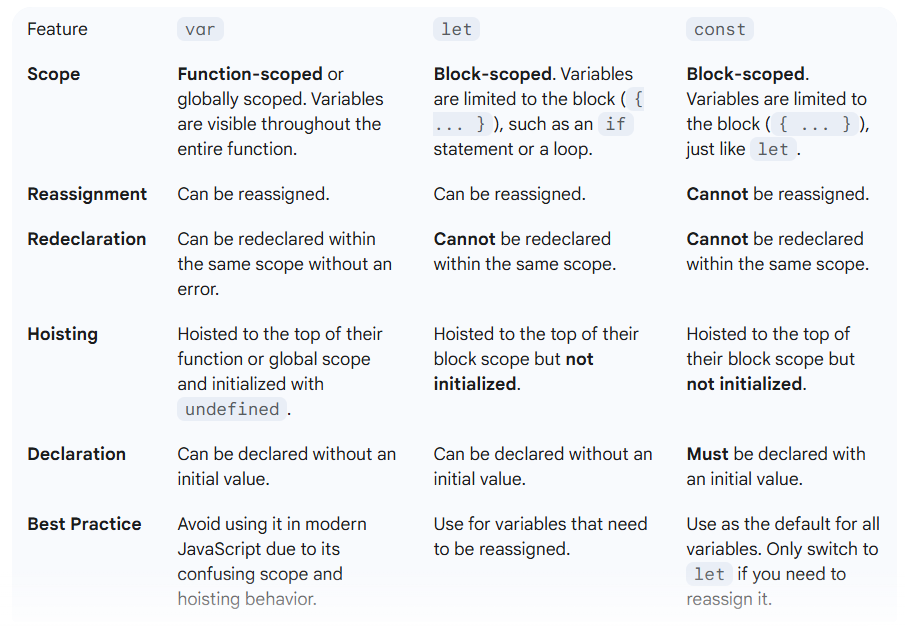 Feature var let const
Scope
Function-scoped or
globally scoped. Variables
are visible throughout the
entire function.
Block-scoped. Variables
are limited to the block ( {
... } ), such as an if
statement or a loop.
Block-scoped.
Variables are limited to
the block ( { ... } ),
just like let .
Reassignment
Can be reassigned.
Can be reassigned.
Cannot be reassigned.
Redeclaration
Can be redeclared within
the same scope without an
error.
Cannot be redeclared
within the same scope.
Cannot be redeclared
within the same scope.
Hoisting
Hoisted to the top of their
function or global scope
and initialized with
undefined .
Hoisted to the top of their
block scope but not
initialized.
Hoisted to the top of
their block scope but
not initialized.
Declaration
Can be declared without an
initial value.
Can be declared without an
initial value.
Must be declared with
an initial value.
Best Practice
Avoid using it in modern
JavaScript due to its
confusing scope and
hoisting behavior.
Use for variables that need
to be reassigned.
Use as the default for all
variables. Only switch to
let if you need to
reassign it.